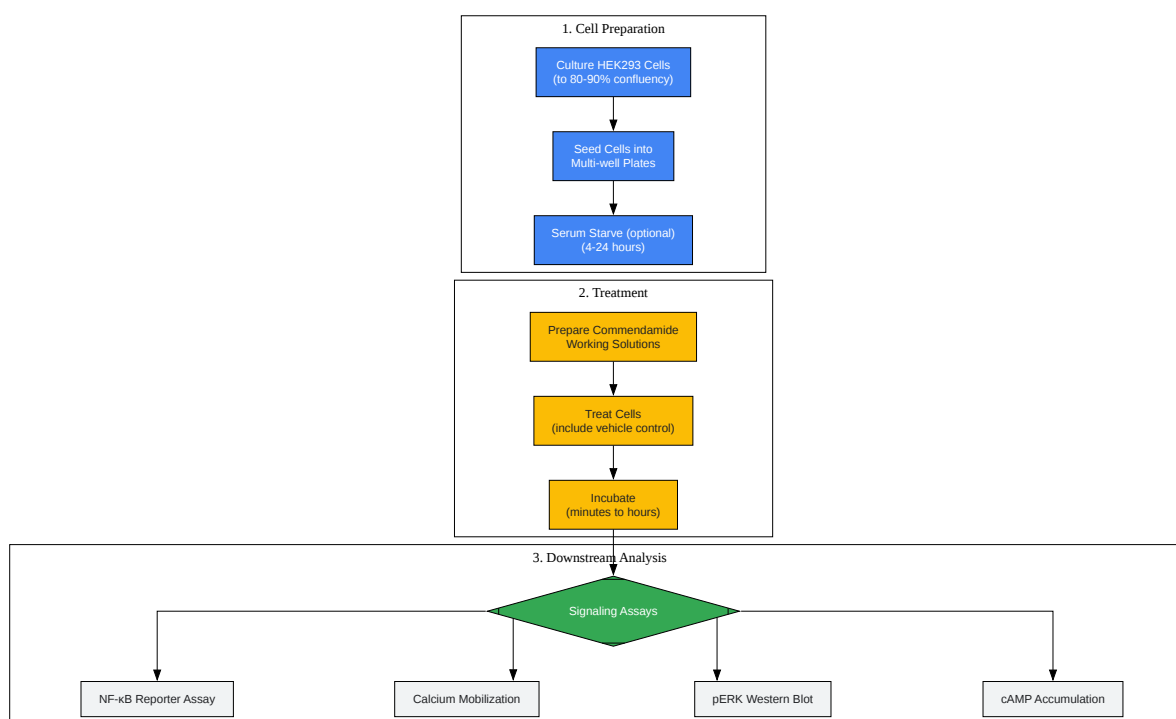 1. Cell Preparation
Culture HEK293 Cells
(to 80-90% confluency)
Seed Cells into
Multi-well Plates
Serum Starve (optional)
(4-24 hours)
2. Treatment
Prepare Commendamide
Working Solutions
Treat Cells
(include vehicle control)
Incubate
(minutes to hours)
3. Downstream Analysis
Signaling Assays
NF-κB Reporter Assay
Calcium Mobilization
pERK Western Blot
cAMP Accumulation